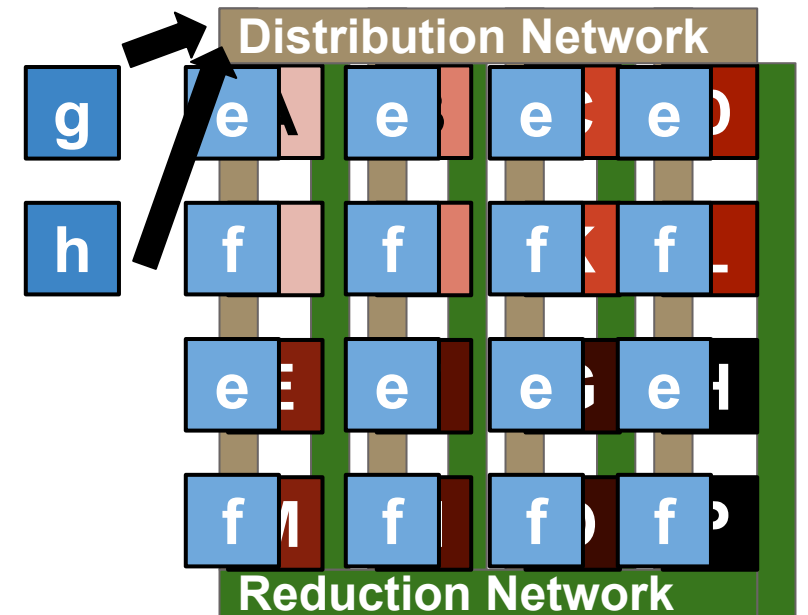 Distribution Network
g e A e B e C e D
h f f f K f L
e E e e G e H
f M f f O f P
Reduction Network